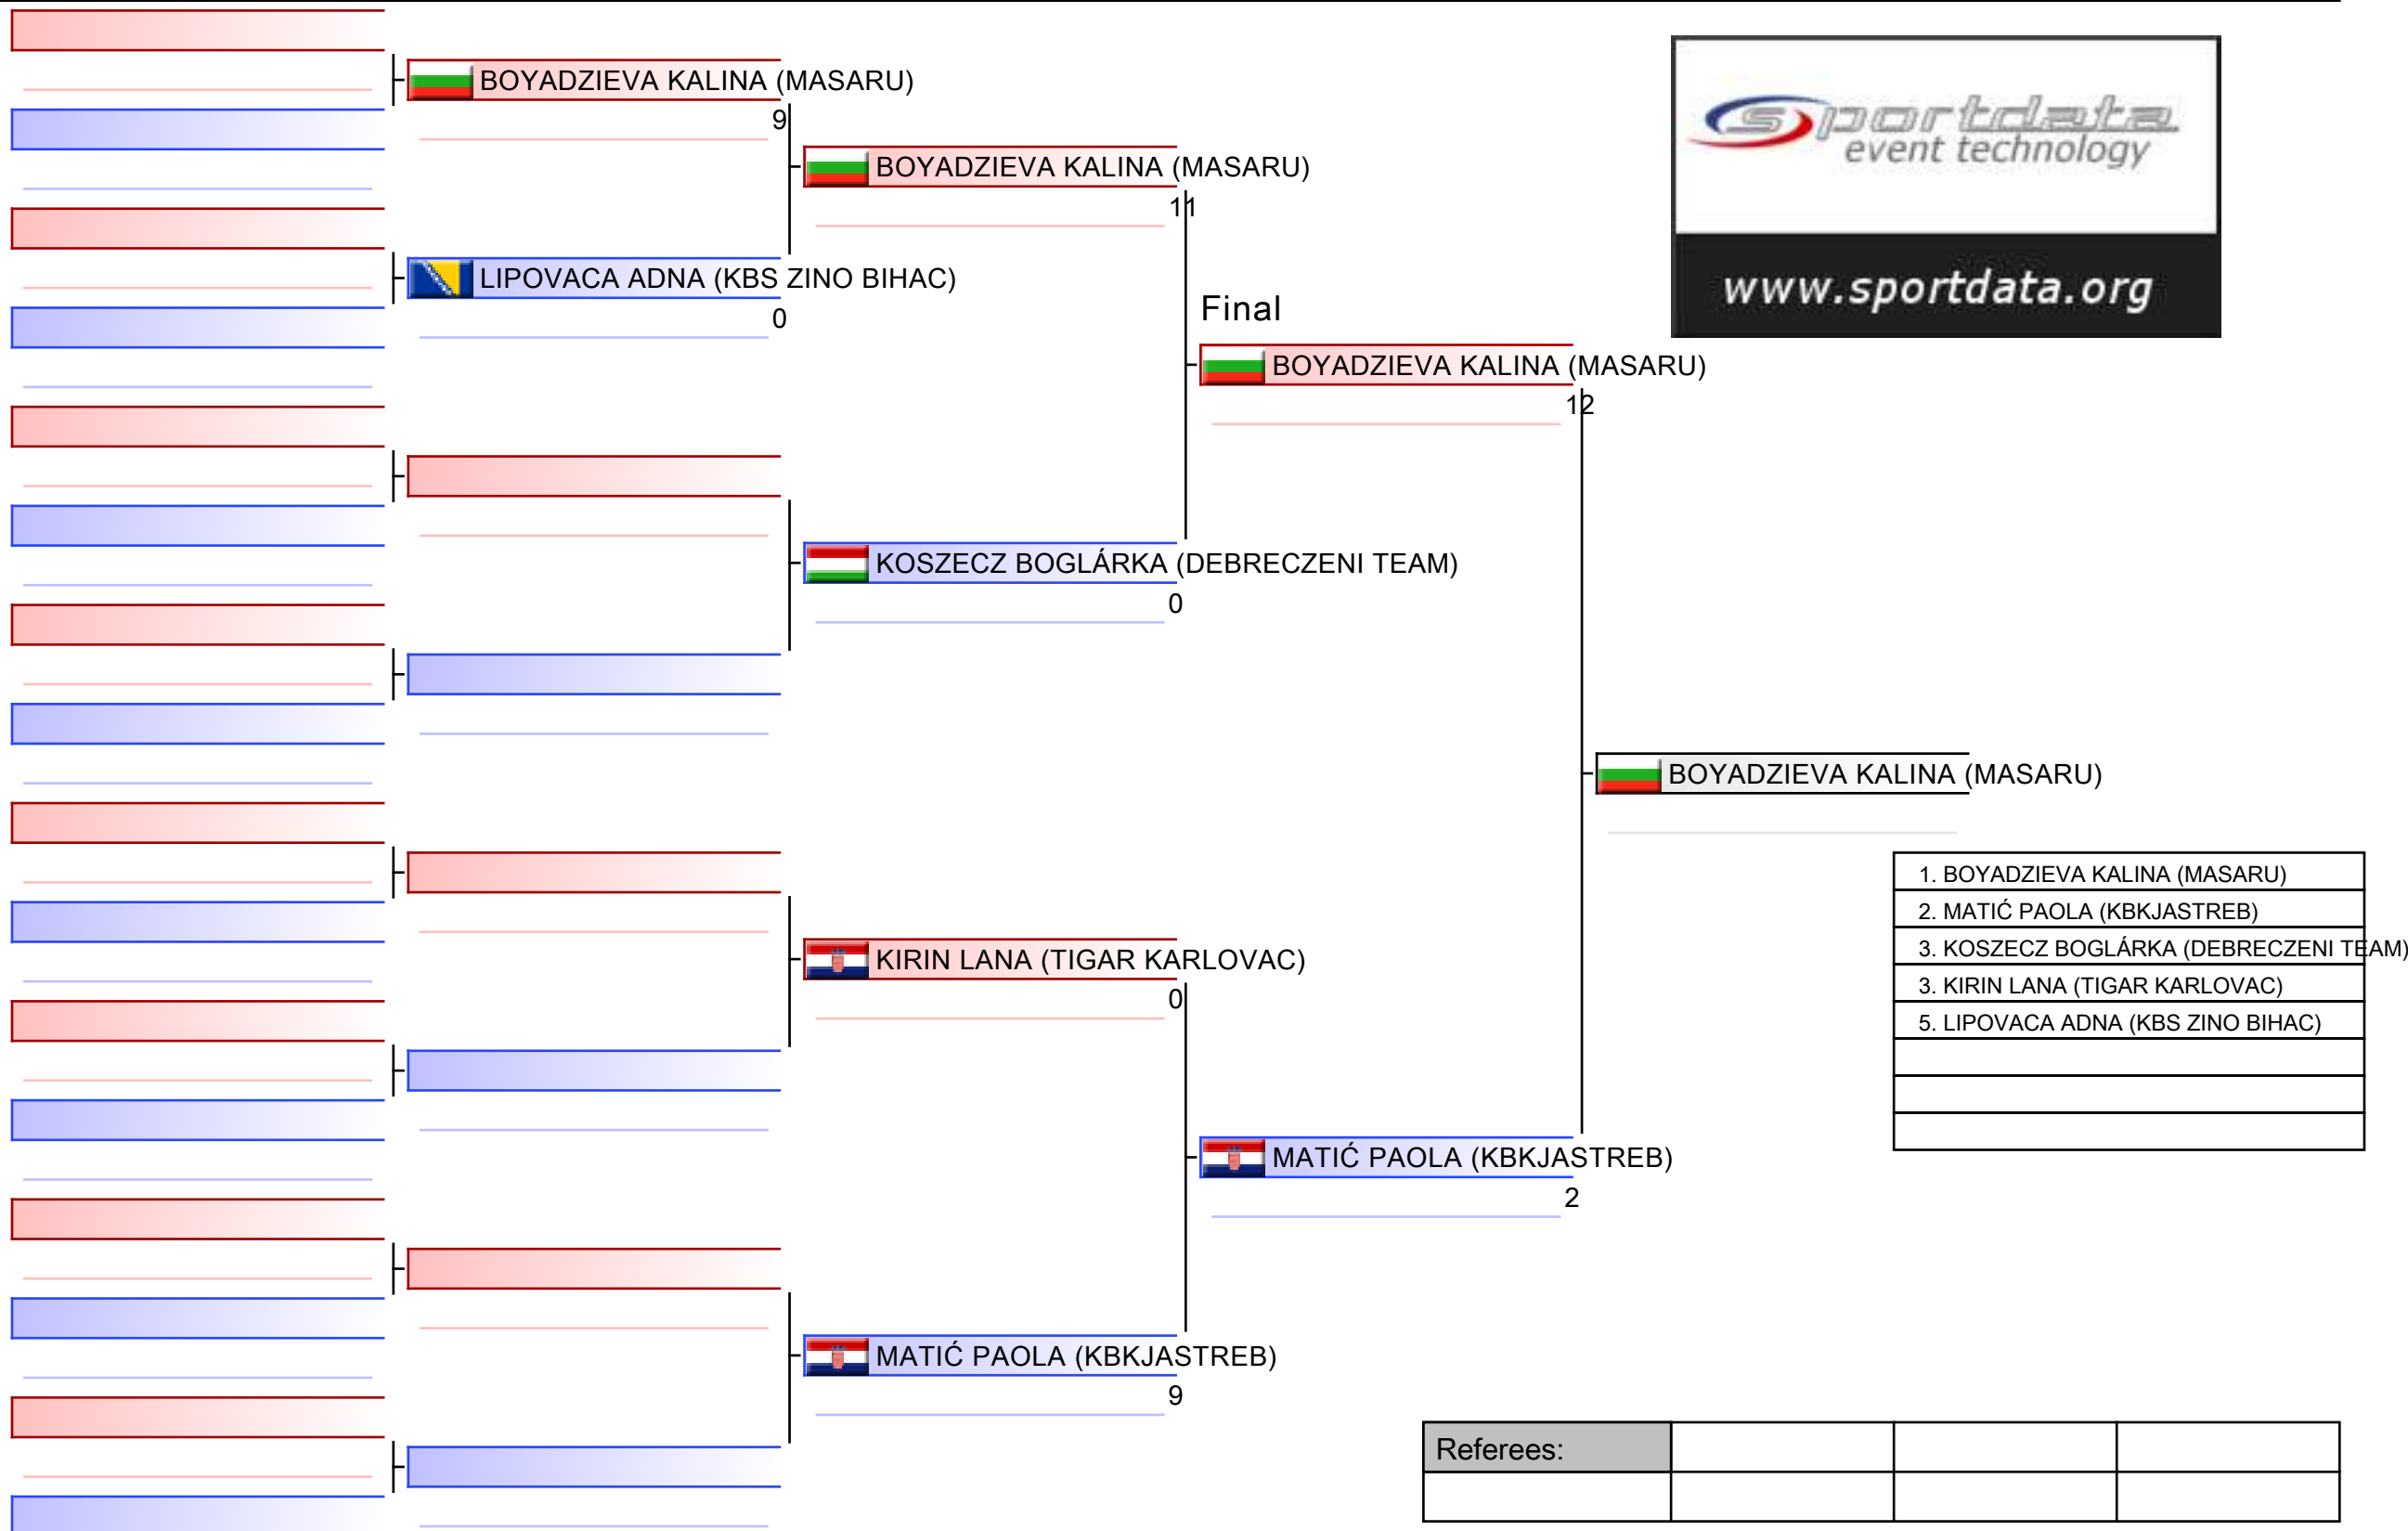 BOYADZIEVA KALINA (MASARU)
9
BOYADZIEVA KALINA (MASARU)
11
LIPOVACA ADNA (KBS ZINO BIHAC)
0
sportdata
event technology
www.sportdata.org
Final
BOYADZIEVA KALINA (MASARU)
12
KOSZECZ BOGLÁRKA (DEBRECZENI TEAM)
0
BOYADZIEVA KALINA (MASARU)
1. BOYADZIEVA KALINA (MASARU)
2. MATIĆ PAOLA (KBKJASTREB)
3. KOSZECZ BOGLÁRKA (DEBRECZENI TEAM)
3. KIRIN LANA (TIGAR KARLOVAC)
5. LIPOVACA ADNA (KBS ZINO BIHAC)
KIRIN LANA (TIGAR KARLOVAC)
0
MATIĆ PAOLA (KBKJASTREB)
2
MATIĆ PAOLA (KBKJASTREB)
9
Referees: